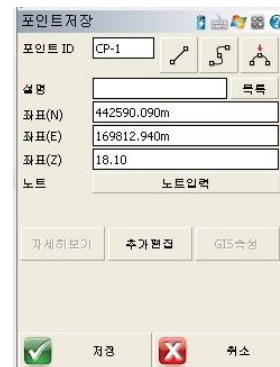 포인트저장
포인트 ID CP-1
설명 목록
좌표(N) 442590.090m
좌표(E) 169812.940m
좌표(Z) 18.10
노트 노트입력
자세히보기 추가편집 GIS속성
저장 취소